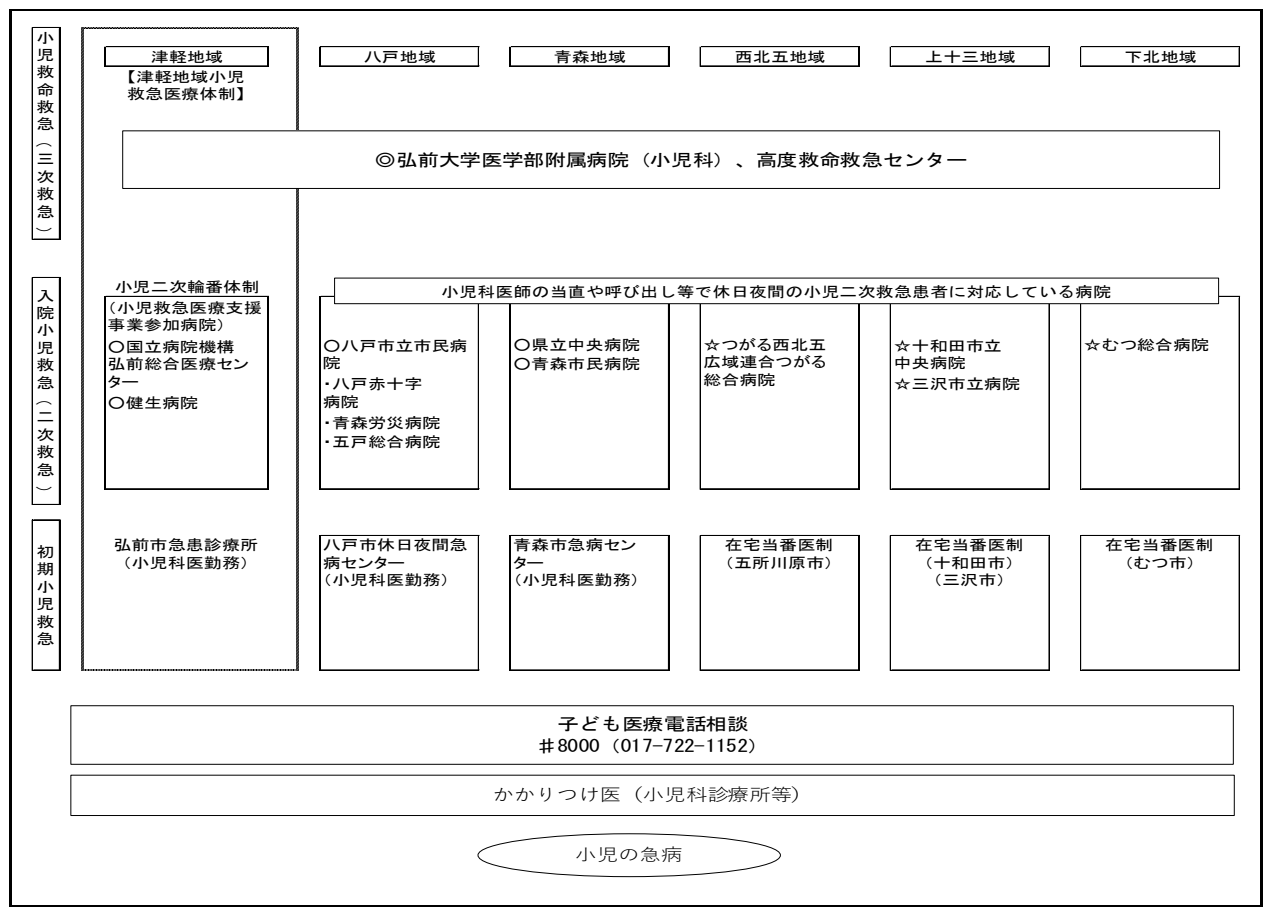 小児救命救急（三次救急）
津軽地域
八戸地域
青森地域
西北五地域
上十三地域
下北地域
【津軽地域小児
救急医療体制】
◎弘前大学医学部附属病院（小児科）、高度救命救急センター
入院小児救急（二次救急）
小児二次輪番体制
（小児救急医療支援
事業参加病院）
○国立病院機構
弘前総合医療セン
ター
○健生病院
小児科医師の当直や呼び出し等で休日夜間の小児二次救急患者に対応している病院
○八戸市立市民病
院
・八戸赤十字
病院
・青森労災病院
・五戸総合病院
○県立中央病院
○青森市民病院
☆つがる西北五
広域連合つがる
総合病院
☆十和田市立
中央病院
☆三沢市立病院
☆むつ総合病院
初期小児救急
弘前市急患診療所
（小児科医勤務）
八戸市休日夜間急
病センター
（小児科医勤務）
青森市急病セン
ター
（小児科医勤務）
在宅当番医制
（五所川原市）
在宅当番医制
（十和田市）
（三沢市）
在宅当番医制
（むつ市）
子ども医療電話相談
＃8000（017-722-1152）
かかりつけ医（小児科診療所等）
小児の急病